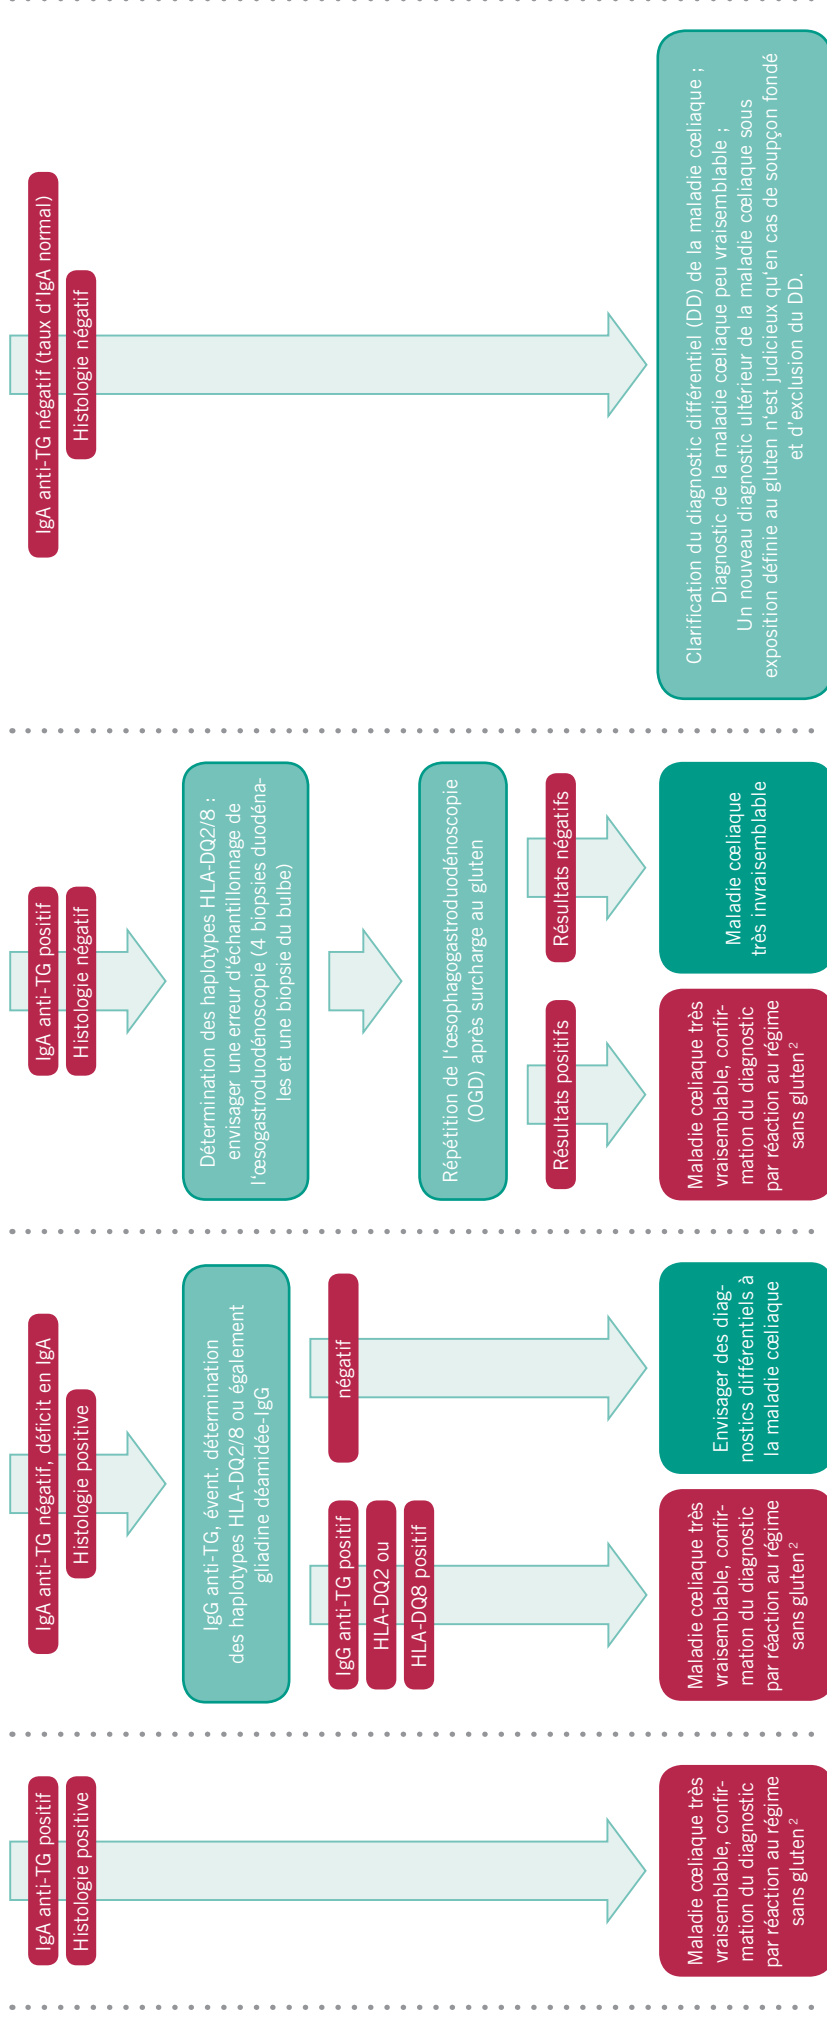 IgA anti-TG positif
Histologie positive
Maladie cœliaque très
vraisemblable, confir-
mation du diagnostic
par réaction au régime
sans gluten 2
IgA anti-TG négatif, déficit en IgA
Histologie positive
IgG anti-TG, évent. détermination
des haplotypes HLA-DQ2/8 ou également
gliadine déamidée-IgG
IgG anti-TG positif
HLA-DQ2 ou
HLA-DQ8 positif
Maladie cœliaque très
vraisemblable, confir-
mation du diagnostic
par réaction au régime
sans gluten 2
négatif
Envisager des diag-
nostics différentiels à
la maladie cœliaque
IgA anti-TG positif
Histologie négatif
Détermination des haplotypes HLA-DQ2/8 :
envisager une erreur d'échantillonnage de
l'œsogastroduodénoscopie (4 biopsies duodéna-
les et une biopsie du bulbe)
Répétition de l'œsophagogastroduodénoscopie
(OGD) après surcharge au gluten
Résultats positifs
Maladie cœliaque très
vraisemblable, confir-
mation du diagnostic
par réaction au régime
sans gluten 2
Résultats négatifs
Maladie cœliaque
très invraisemblable
IgA anti-TG négatif (taux d'IgA normal)
Histologie négatif
Clarification du diagnostic différentiel (DD) de la maladie cœliaque ;
Diagnostic de la maladie cœliaque peu vraisemblable ;
Un nouveau diagnostic ultérieur de la maladie cœliaque sous
exposition définie au gluten n'est judicieux qu'en cas de soupçon fondé
et d'exclusion du DD.